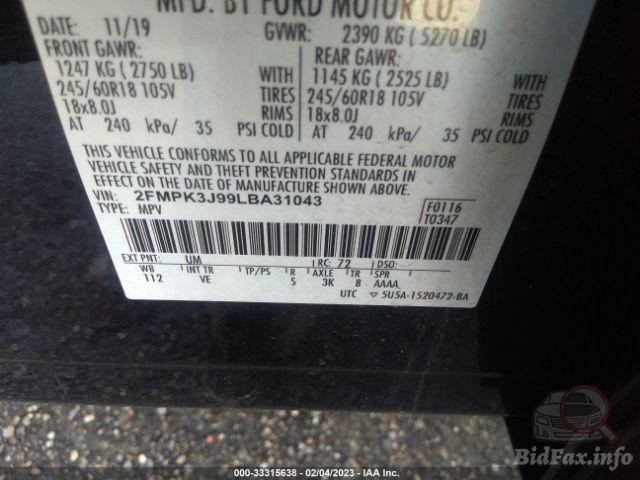 MFD. BY FORD MOTOR CO.
DATE: 11/19 GVWR: 2390 KG ( 5270 LB)
FRONT GAWR: REAR GAWR:
1247 KG ( 2750 LB) WITH 1145 KG ( 2525 LB) WITH
245/60R18 105V TIRES 245/60R18 105V TIRES
18x8.0J RIMS 18x8.0J RIMS
AT 240 kPa/ 35 PSI COLD AT 240 kPa/ 35 PSI COLD
THIS VEHICLE CONFORMS TO ALL APPLICABLE FEDERAL MOTOR
VEHICLE SAFETY AND THEFT PREVENTION STANDARDS IN
EFFECT ON THE DATE OF MANUFACTURE SHOWN ABOVE.
VIN: 2FMPK3J99LBA31043 F0116
TYPE: MPV T0347
EXT PNT: UM RC: 72 DSO:
WB INT TR TP/PS R AXLE TR SPR
112 VE S 3K 8 AAAA
UTC ▽ 5U5A-1520472-BA
BidFax.info
000-33315638 - 02/04/2023 - IAA Inc.